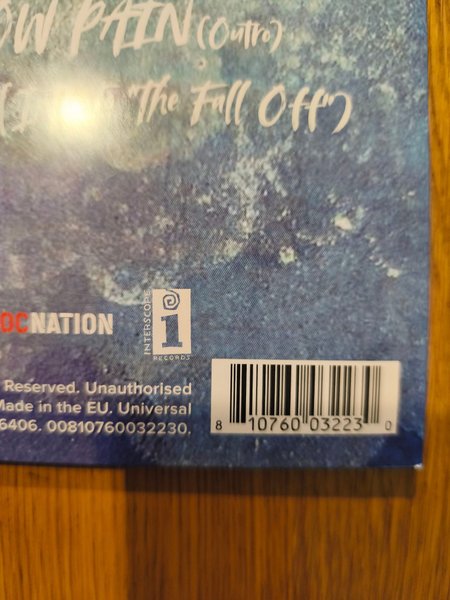 OW PAIN (Outro)
"The Fall Off")
OCNATION
INTERSCOPE
i
RECORDS
Reserved. Unauthorised
Made in the EU. Universal
6406. 00810760032230.
8 10760 03223 0